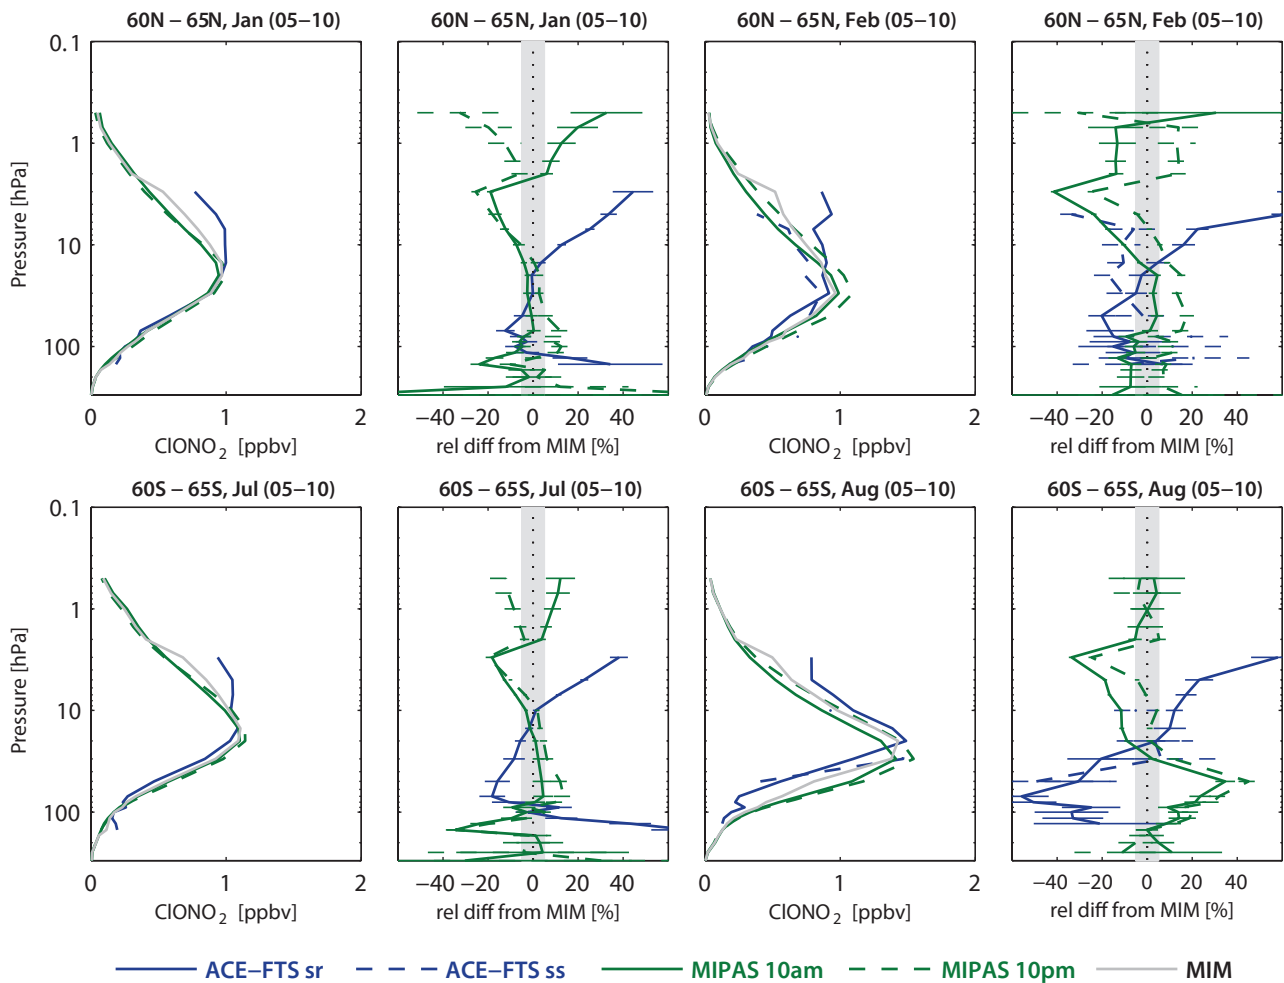 60N – 65N, Jan (05–10)
60N – 65N, Jan (05–10)
60N – 65N, Feb (05–10)
60N – 65N, Feb (05–10)
0.1
1
10
100
Pressure [hPa]
0 1 2
−40 −20 0 20 40
0 1 2
−40 −20 0 20 40
ClONO2 [ppbv]
rel diff from MIM [%]
ClONO2 [ppbv]
rel diff from MIM [%]
60S – 65S, Jul (05–10)
60S – 65S, Jul (05–10)
60S – 65S, Aug (05–10)
60S – 65S, Aug (05–10)
0.1
1
10
100
Pressure [hPa]
0 1 2
−40 −20 0 20 40
0 1 2
−40 −20 0 20 40
ClONO2 [ppbv]
rel diff from MIM [%]
ClONO2 [ppbv]
rel diff from MIM [%]
ACE–FTS sr
ACE–FTS ss
MIPAS 10am
MIPAS 10pm
MIM